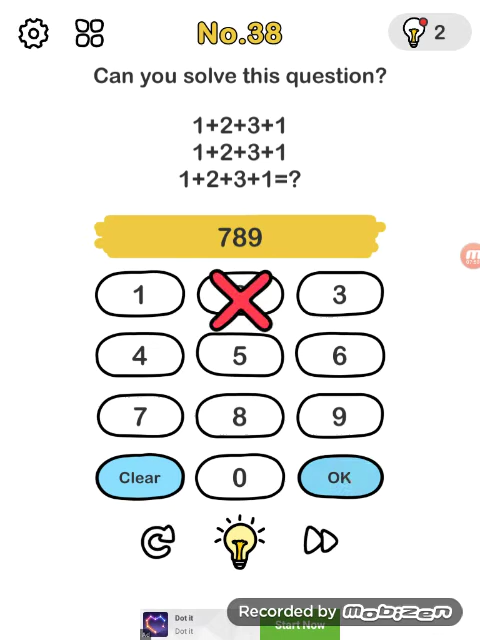 No.38
2
Can you solve this question?
1+2+3+1
1+2+3+1
1+2+3+1=?
789
1
3
4
5
6
7
8
9
Clear
0
OK
Dot it
Dot it
Start Now
Recorded by Mobizen